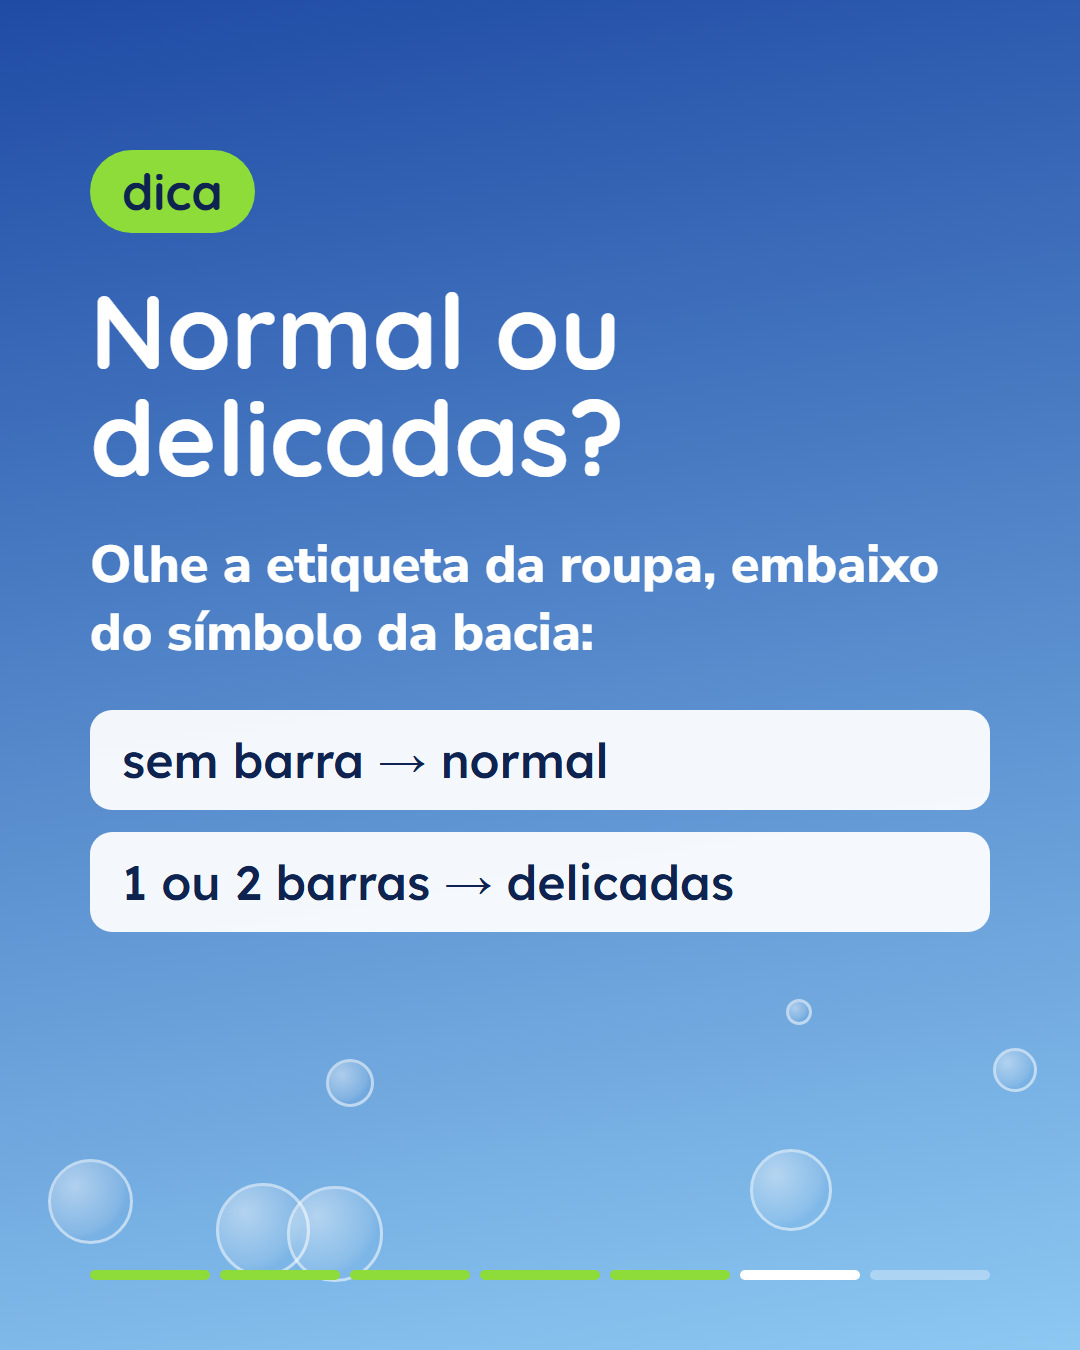 dica
Normal ou
delicadas?
Olhe a etiqueta da roupa, embaixo
do símbolo da bacia:
sem barra → normal
1 ou 2 barras → delicadas